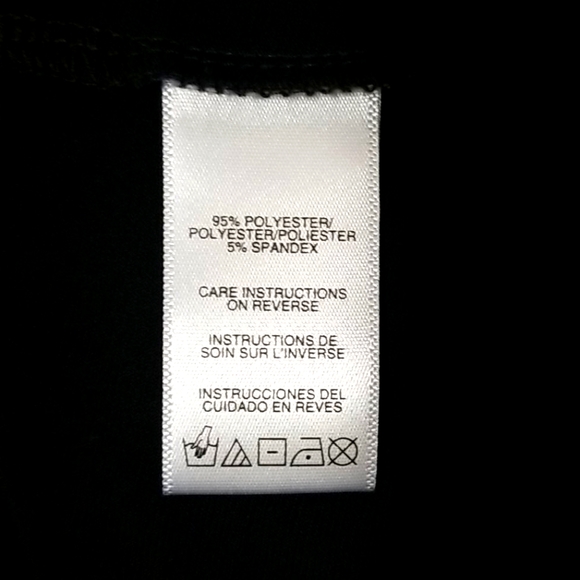 95% POLYESTER/
POLYESTER/POLIESTER
5% SPANDEX
CARE INSTRUCTIONS
ON REVERSE
INSTRUCTIONS DE
SOIN SUR L'INVERSE
INSTRUCCIONES DEL
CUIDADO EN REVES